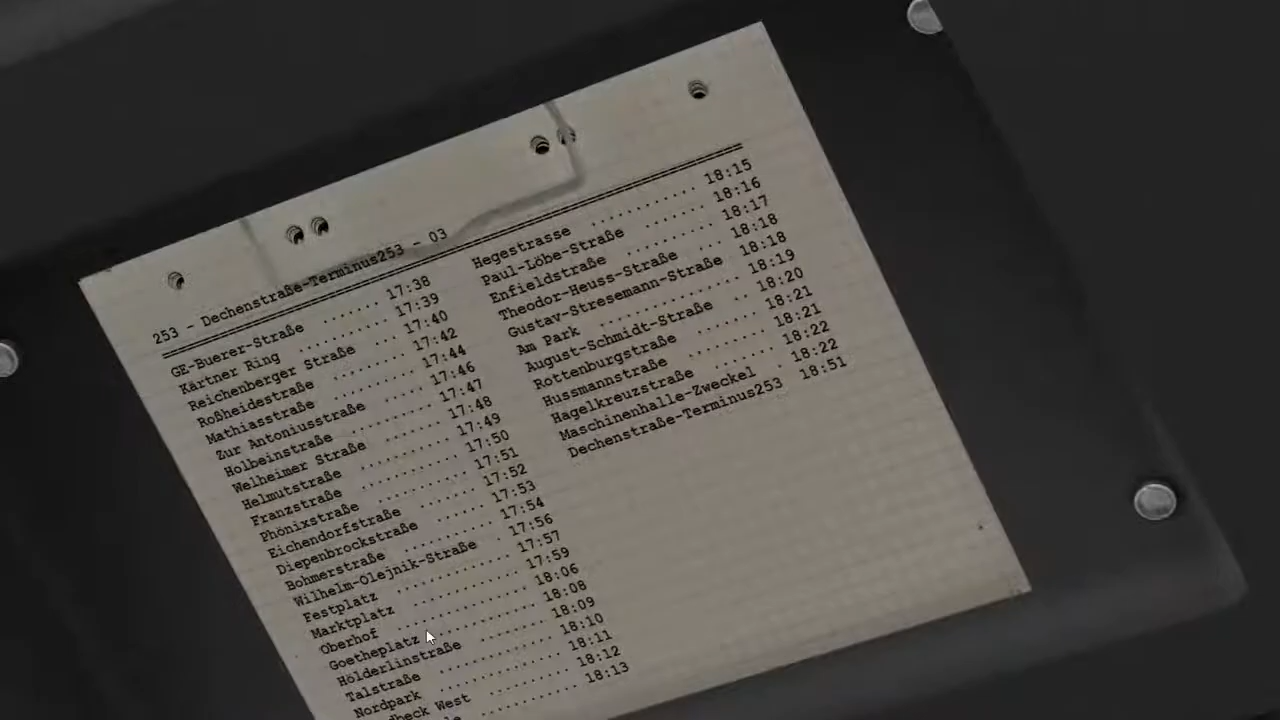 253 - Dechenstraße-Terminus253 - 03
GE-Buerer-Straße ....... 17:38
Kärtner Ring ........... 17:39
Reichenberger Straße ... 17:40
Roßheidestraße ......... 17:42
Mathiasstraße .......... 17:44
Zur Antoniusstraße ..... 17:46
Holbeinstraße .......... 17:47
Welheimer Straße ....... 17:48
Helmutstraße ........... 17:49
Franzstraße ............ 17:50
Phönixstraße ........... 17:51
Eichendorfstraße ....... 17:52
Diepenbrockstraße ...... 17:53
Bohmerstraße ........... 17:54
Wilhelm-Olejnik-Straße . 17:56
Festplatz .............. 17:57
Marktplatz ............. 17:59
Oberhof ................ 18:06
Goetheplatz ............ 18:08
Hölderlinstraße ........ 18:09
Talstraße .............. 18:10
Nordpark ............... 18:11
West ......... 18:12
........... 18:13
Hegestrasse ............ 18:15
Paul-Löbe-Straße ....... 18:16
Enfieldstraße .......... 18:17
Theodor-Heuss-Straße ... 18:18
Gustav-Stresemann-Straße 18:18
Am Park ................ 18:19
August-Schmidt-Straße .. 18:20
Rottenburgstraße ....... 18:21
Hussmannstraße ......... 18:21
Hagelkreuzstraße ....... 18:22
Maschinenhalle-Zweckel . 18:22
Dechenstraße-Terminus253 18:51